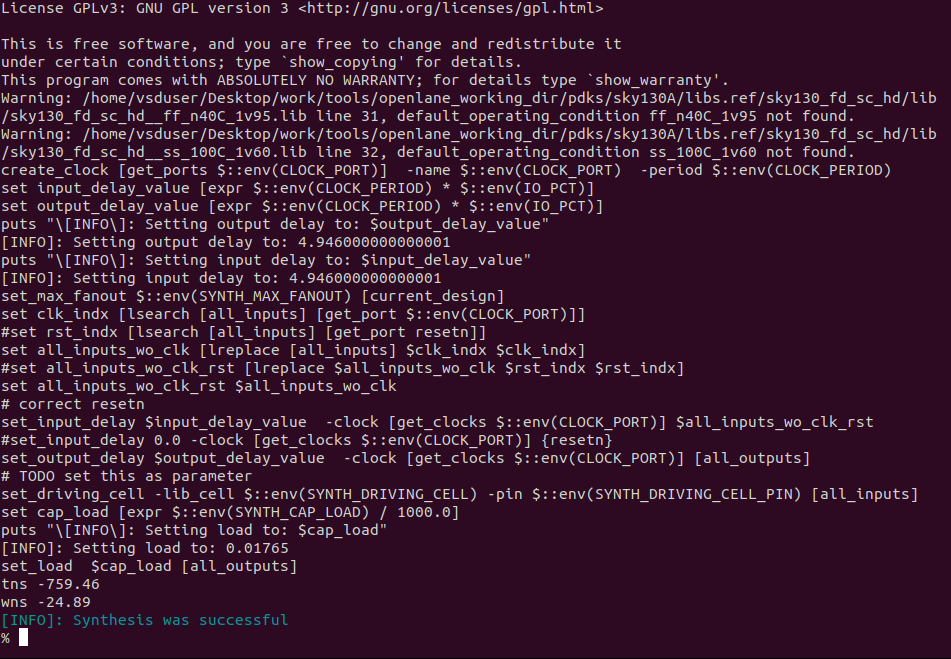 License GPLv3: GNU GPL version 3 <http://gnu.org/licenses/gpl.html>

This is free software, and you are free to change and redistribute it
under certain conditions; type `show_copying' for details.
This program comes with ABSOLUTELY NO WARRANTY; for details type `show_warranty'.
Warning: /home/vsduser/Desktop/work/tools/openlane_working_dir/pdks/sky130A/libs.ref/sky130_fd_sc_hd/lib
/sky130_fd_sc_hd__ff_n40C_1v95.lib line 31, default_operating_condition ff_n40C_1v95 not found.
Warning: /home/vsduser/Desktop/work/tools/openlane_working_dir/pdks/sky130A/libs.ref/sky130_fd_sc_hd/lib
/sky130_fd_sc_hd__ss_100C_1v60.lib line 32, default_operating_condition ss_100C_1v60 not found.
create_clock [get_ports $::env(CLOCK_PORT)]  -name $::env(CLOCK_PORT)  -period $::env(CLOCK_PERIOD)
set input_delay_value [expr $::env(CLOCK_PERIOD) * $::env(IO_PCT)]
set output_delay_value [expr $::env(CLOCK_PERIOD) * $::env(IO_PCT)]
puts "\[INFO\]: Setting output delay to: $output_delay_value"
[INFO]: Setting output delay to: 4.946000000000001
puts "\[INFO\]: Setting input delay to: $input_delay_value"
[INFO]: Setting input delay to: 4.946000000000001
set_max_fanout $::env(SYNTH_MAX_FANOUT) [current_design]
set clk_indx [lsearch [all_inputs] [get_port $::env(CLOCK_PORT)]]
#set rst_indx [lsearch [all_inputs] [get_port resetn]]
set all_inputs_wo_clk [lreplace [all_inputs] $clk_indx $clk_indx]
#set all_inputs_wo_clk_rst [lreplace $all_inputs_wo_clk $rst_indx $rst_indx]
set all_inputs_wo_clk_rst $all_inputs_wo_clk
# correct resetn
set_input_delay $input_delay_value  -clock [get_clocks $::env(CLOCK_PORT)] $all_inputs_wo_clk_rst
#set_input_delay 0.0 -clock [get_clocks $::env(CLOCK_PORT)] {resetn}
set_output_delay $output_delay_value  -clock [get_clocks $::env(CLOCK_PORT)] [all_outputs]
# TODO set this as parameter
set_driving_cell -lib_cell $::env(SYNTH_DRIVING_CELL) -pin $::env(SYNTH_DRIVING_CELL_PIN) [all_inputs]
set cap_load [expr $::env(SYNTH_CAP_LOAD) / 1000.0]
puts "\[INFO\]: Setting load to: $cap_load"
[INFO]: Setting load to: 0.01765
set_load  $cap_load [all_outputs]
tns -759.46
wns -24.89
[INFO]: Synthesis was successful
%